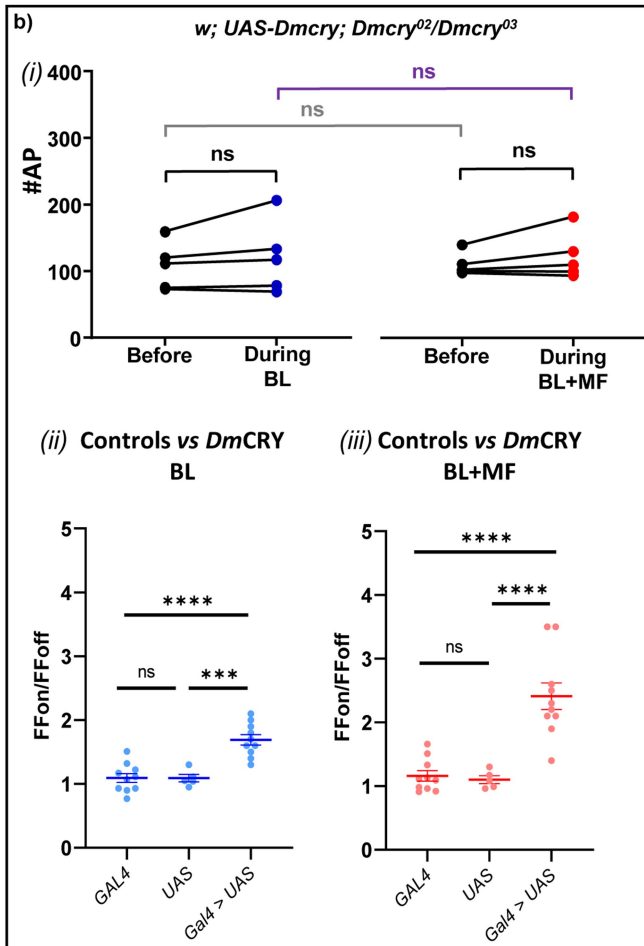 b)
w; UAS-Dmcry; Dmcry⁰²/Dmcry⁰³
(i)
400
300
200
100
0
#AP
ns
ns
ns
ns
Before
During
BL
Before
During
BL+MF
(ii) Controls vs DmCRY
BL
5
4
3
2
1
0
FFon/FFoff
****
ns
***
GAL4
UAS
Gal4 > UAS
(iii) Controls vs DmCRY
BL+MF
5
4
3
2
1
0
FFon/FFoff
****
****
ns
GAL4
UAS
Gal4 > UAS